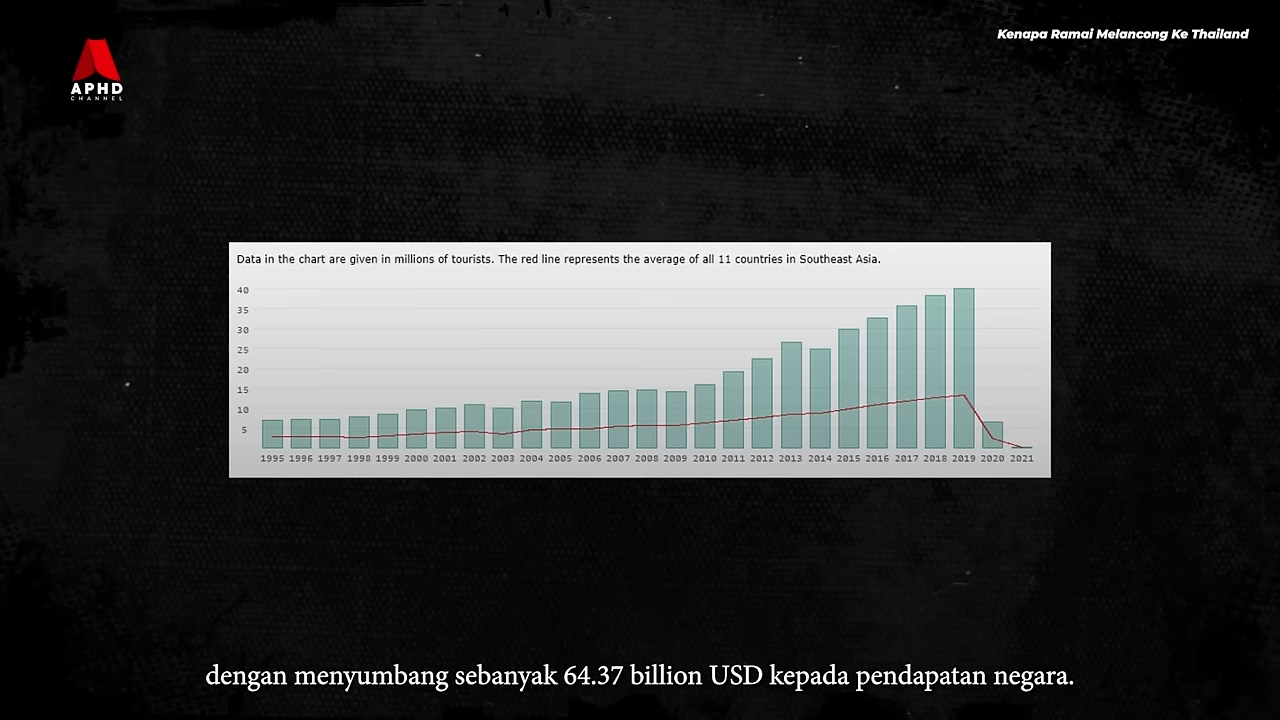 APHD
CHANNEL
Kenapa Ramai Melancong Ke Thailand
Data in the chart are given in millions of tourists. The red line represents the average of all 11 countries in Southeast Asia.
40
35
30
25
20
15
10
5
1995 1996 1997 1998 1999 2000 2001 2002 2003 2004 2005 2006 2007 2008 2009 2010 2011 2012 2013 2014 2015 2016 2017 2018 2019 2020 2021
dengan menyumbang sebanyak 64.37 billion USD kepada pendapatan negara.